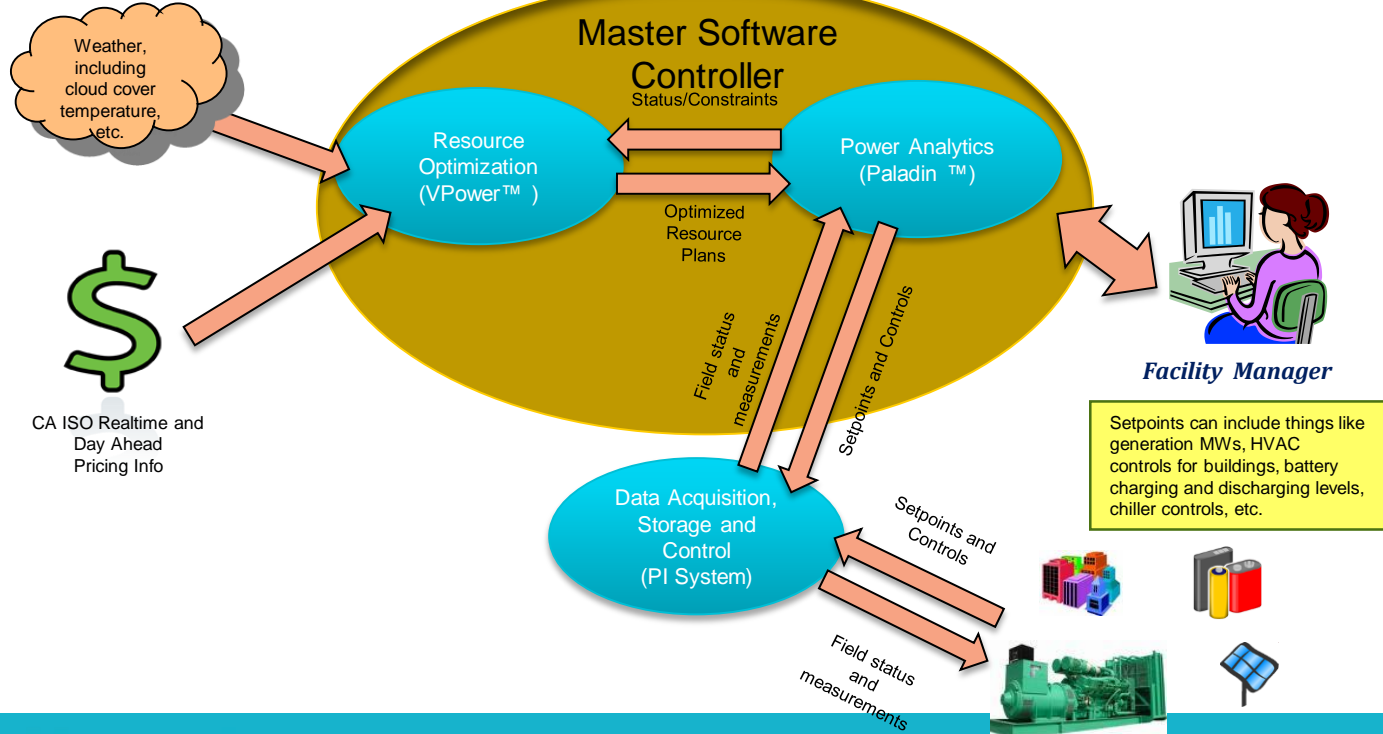 Master Software
Controller
Weather,
including
cloud cover
temperature,
etc.
Status/Constraints
Resource
Optimization
(VPower™ )
Power Analytics
(Paladin ™)
Optimized
Resource
Plans
Field status
and
measurements
Setpoints and Controls
CA ISO Realtime and
Day Ahead
Pricing Info
Facility Manager
Setpoints can include things like
generation MWs, HVAC
controls for buildings, battery
charging and discharging levels,
chiller controls, etc.
Data Acquisition,
Storage and
Control
(PI System)
Setpoints and
Controls
Field status
and
measurements